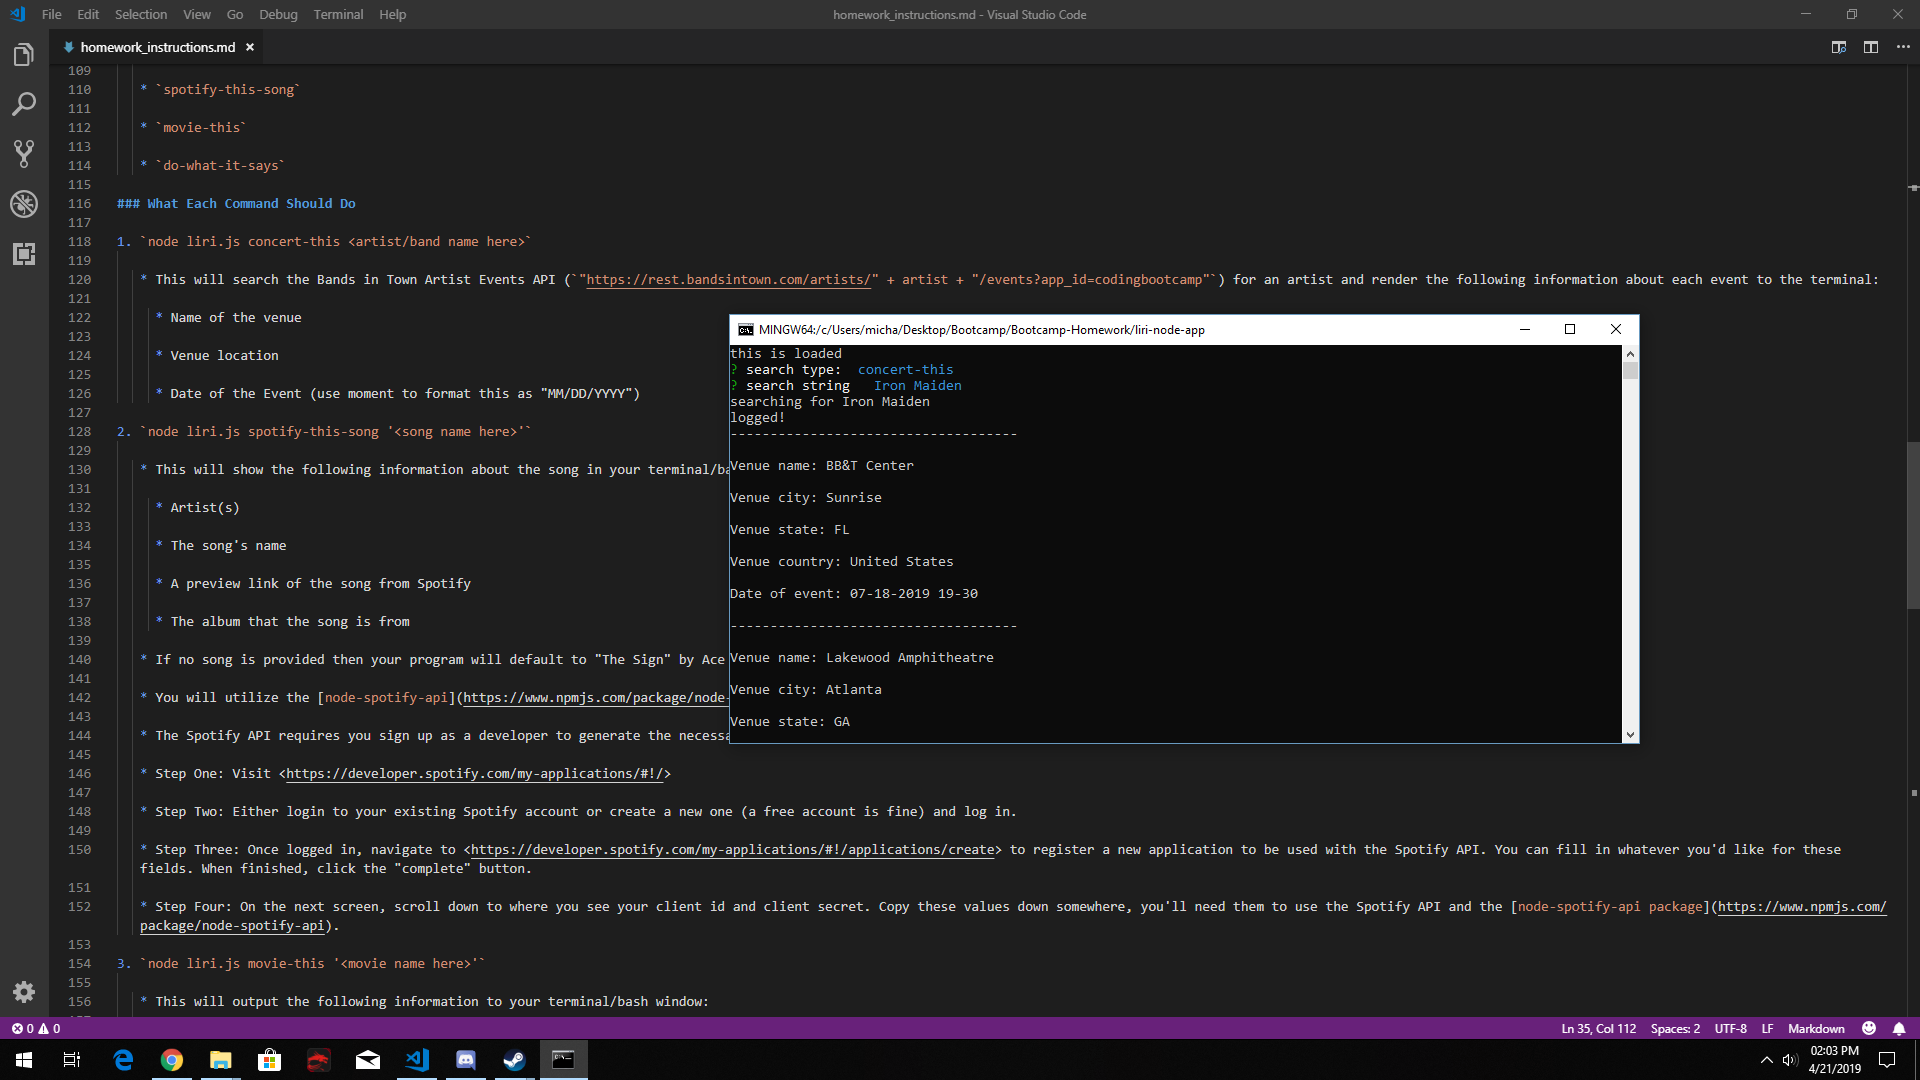 File Edit Selection View Go Debug Terminal Help
homework_instructions.md - Visual Studio Code
homework_instructions.md
109
110 * `spotify-this-song`
111
112 * `movie-this`
113
114 * `do-what-it-says`
115
116 ### What Each Command Should Do
117
118 1. `node liri.js concert-this <artist/band name here>`
119
120 * This will search the Bands in Town Artist Events API (`"https://rest.bandsintown.com/artists/" + artist + "/events?app_id=codingbootcamp"`) for an artist and render the following information about each event to the terminal:
121
122 * Name of the venue
123
124 * Venue location
125
126 * Date of the Event (use moment to format this as "MM/DD/YYYY")
127
128 2. `node liri.js spotify-this-song '<song name here>'`
129
130 * This will show the following information about the song in your terminal/ba
131
132 * Artist(s)
133
134 * The song's name
135
136 * A preview link of the song from Spotify
137
138 * The album that the song is from
139
140 * If no song is provided then your program will default to "The Sign" by Ace
141
142 * You will utilize the [node-spotify-api](https://www.npmjs.com/package/node-
143
144 * The Spotify API requires you sign up as a developer to generate the necessa
145
146 * Step One: Visit <https://developer.spotify.com/my-applications/#!/>
147
148 * Step Two: Either login to your existing Spotify account or create a new one (a free account is fine) and log in.
149
150 * Step Three: Once logged in, navigate to <https://developer.spotify.com/my-applications/#!/applications/create> to register a new application to be used with the Spotify API. You can fill in whatever you'd like for these
fields. When finished, click the "complete" button.
151
152 * Step Four: On the next screen, scroll down to where you see your client id and client secret. Copy these values down somewhere, you'll need them to use the Spotify API and the [node-spotify-api package](https://www.npmjs.com/
package/node-spotify-api).
153
154 3. `node liri.js movie-this '<movie name here>'`
155
156 * This will output the following information to your terminal/bash window:
MINGW64:/c/Users/micha/Desktop/Bootcamp/Bootcamp-Homework/liri-node-app
this is loaded
? search type: concert-this
? search string Iron Maiden
searching for Iron Maiden
logged!
------------------------------------
Venue name: BB&T Center
Venue city: Sunrise
Venue state: FL
Venue country: United States
Date of event: 07-18-2019 19-30
------------------------------------
Venue name: Lakewood Amphitheatre
Venue city: Atlanta
Venue state: GA
0 0 Ln 35, Col 112 Spaces: 2 UTF-8 LF Markdown
02:03 PM
4/21/2019